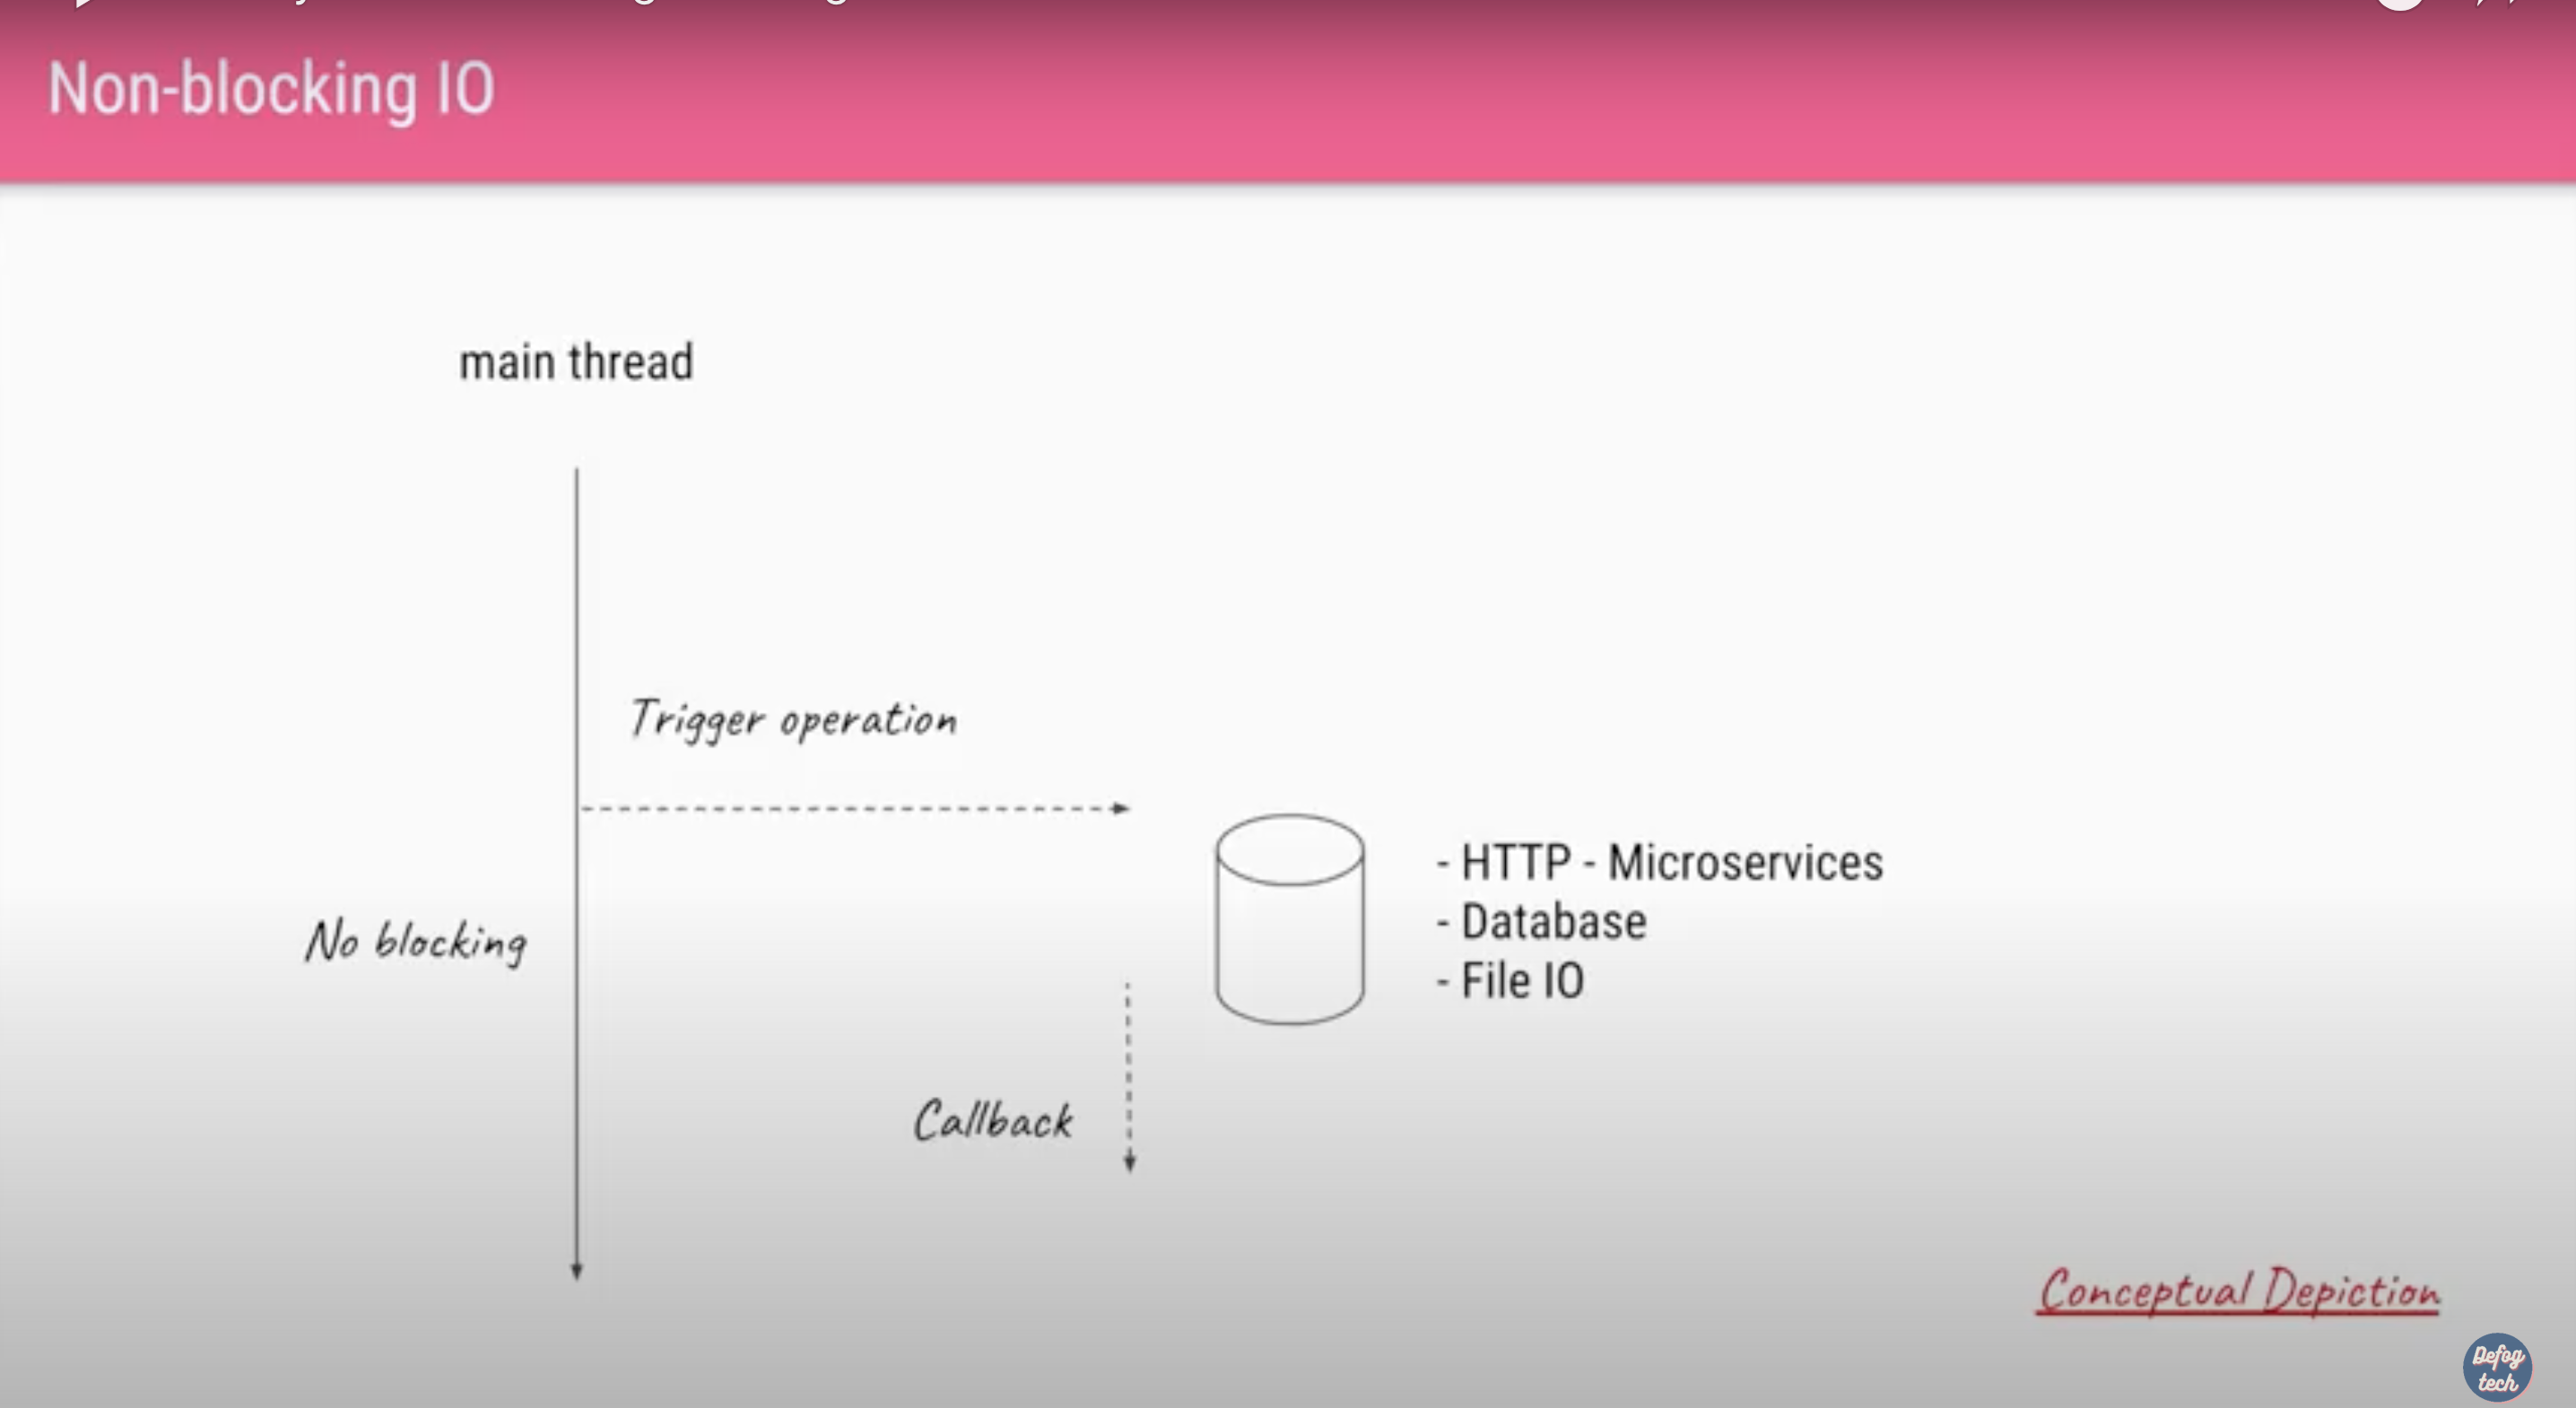 Non-blocking IO
main thread
Trigger operation
- HTTP - Microservices
- Database
- File IO
No blocking
Callback
Conceptual Depiction
Defog
tech